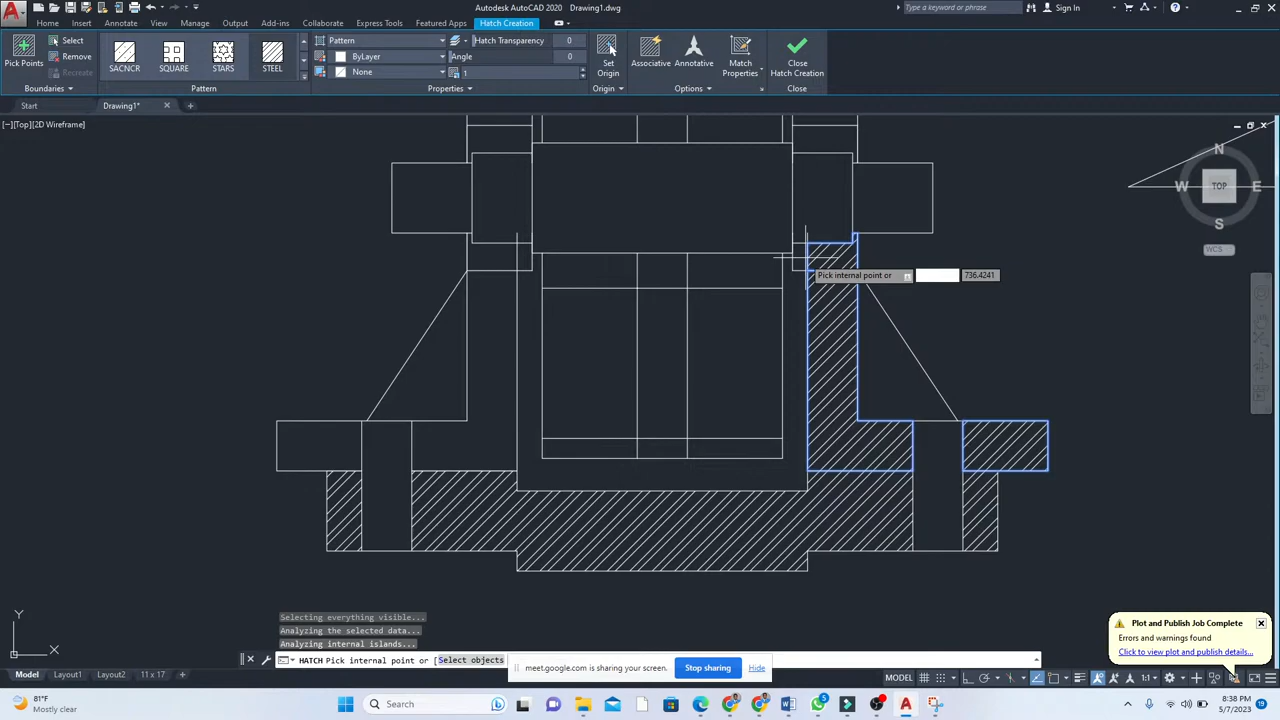 Autodesk AutoCAD 2020 Drawing1.dwg
Type a keyword or phrase
Sign In
Home Insert Annotate View Manage Output Add-ins Collaborate Express Tools Featured Apps Hatch Creation
Pick Points
Select
Remove
Recreate
Boundaries
SACNCR
SQUARE
STARS
STEEL
Pattern
Pattern
ByLayer
None
Hatch Transparency 0
Angle 0
1
Properties
Set Origin
Origin
Associative
Annotative
Match Properties
Options
Close Hatch Creation
Close
Start Drawing1*
[−][Top][2D Wireframe]
N
W TOP E
S
WCS
Pick internal point or
736.4241
Y
X
Plot and Publish Job Complete
Errors and warnings found
Click to view plot and publish details...
Selecting everything visible...
Analyzing the selected data...
Analyzing internal islands...
HATCH Pick internal point or [Select objects
meet.google.com is sharing your screen.
Stop sharing
Hide
Model Layout1 Layout2 11 x 17
MODEL
1:1
81°F
Mostly clear
Search
5
8:38 PM
5/7/2023
19